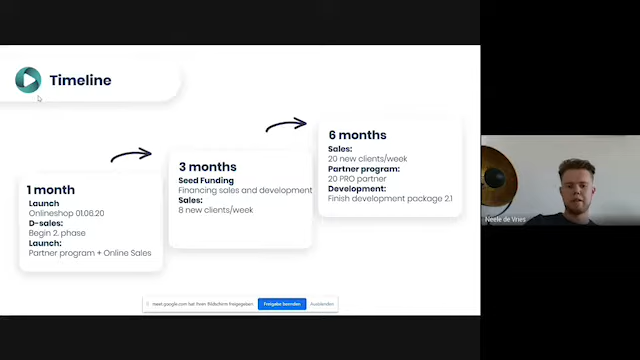 Timeline
1 month
Launch
Onlineshop 01.06.20
D-sales:
Begin 2. phase
Launch:
Partner program + Online Sales
3 months
Seed Funding
Financing sales and development
Sales:
8 new clients/week
6 months
Sales:
20 new clients/week
Partner program:
20 PRO partner
Development:
Finish development package 2.1
Neele de Vries
meet.google.com hat Ihren Bildschirm freigegeben
Freigabe beenden
Ausblenden